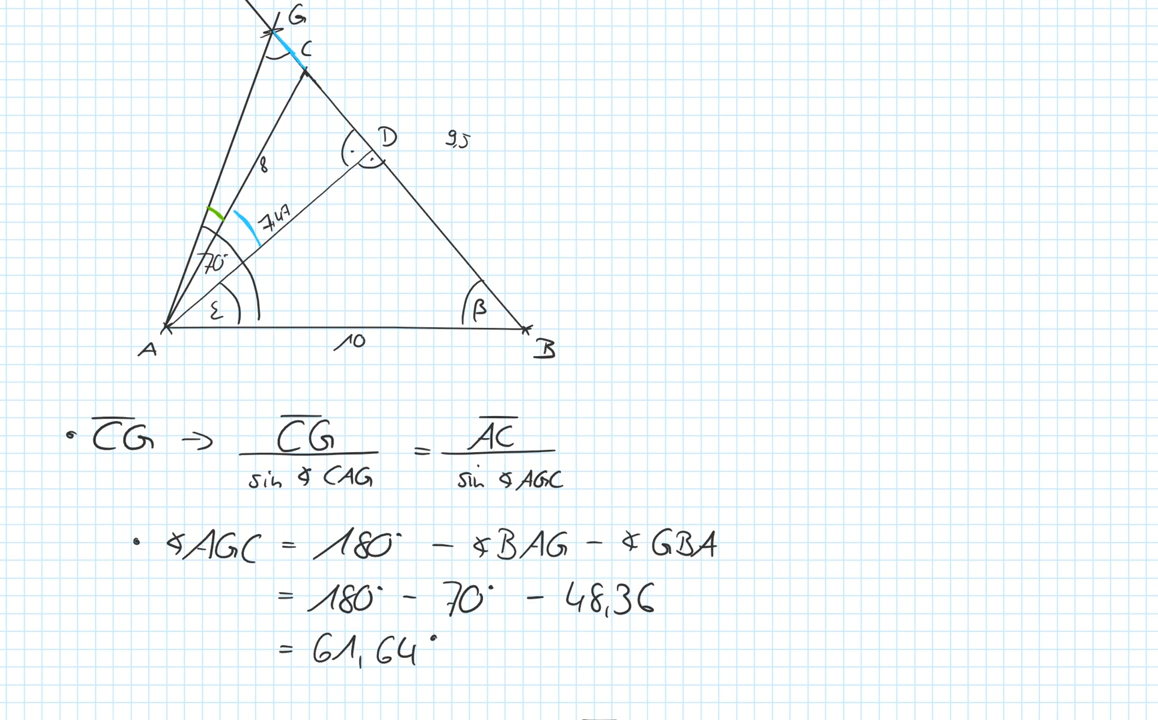 G
C
D
9,5
8
7,47
70°
ε
β
A
10
B
• CG → CG / sin ∡ CAG = AC / sin ∡ AGC
• ∡AGC = 180° - ∡BAG - ∡GBA
= 180° - 70° - 48,36
= 61,64°